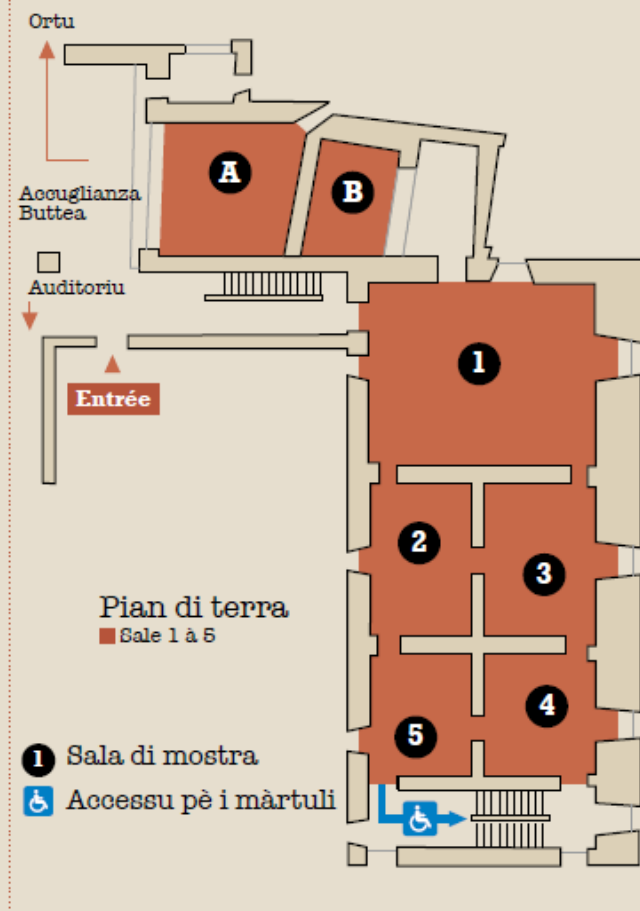 Ortu
A
B
Accuglianza
Buttea
Auditoriu
Entrée
1
2
3
Pian di terra
Sale 1 à 5
4
5
1 Sala di mostra
Accessu pè i màrtuli